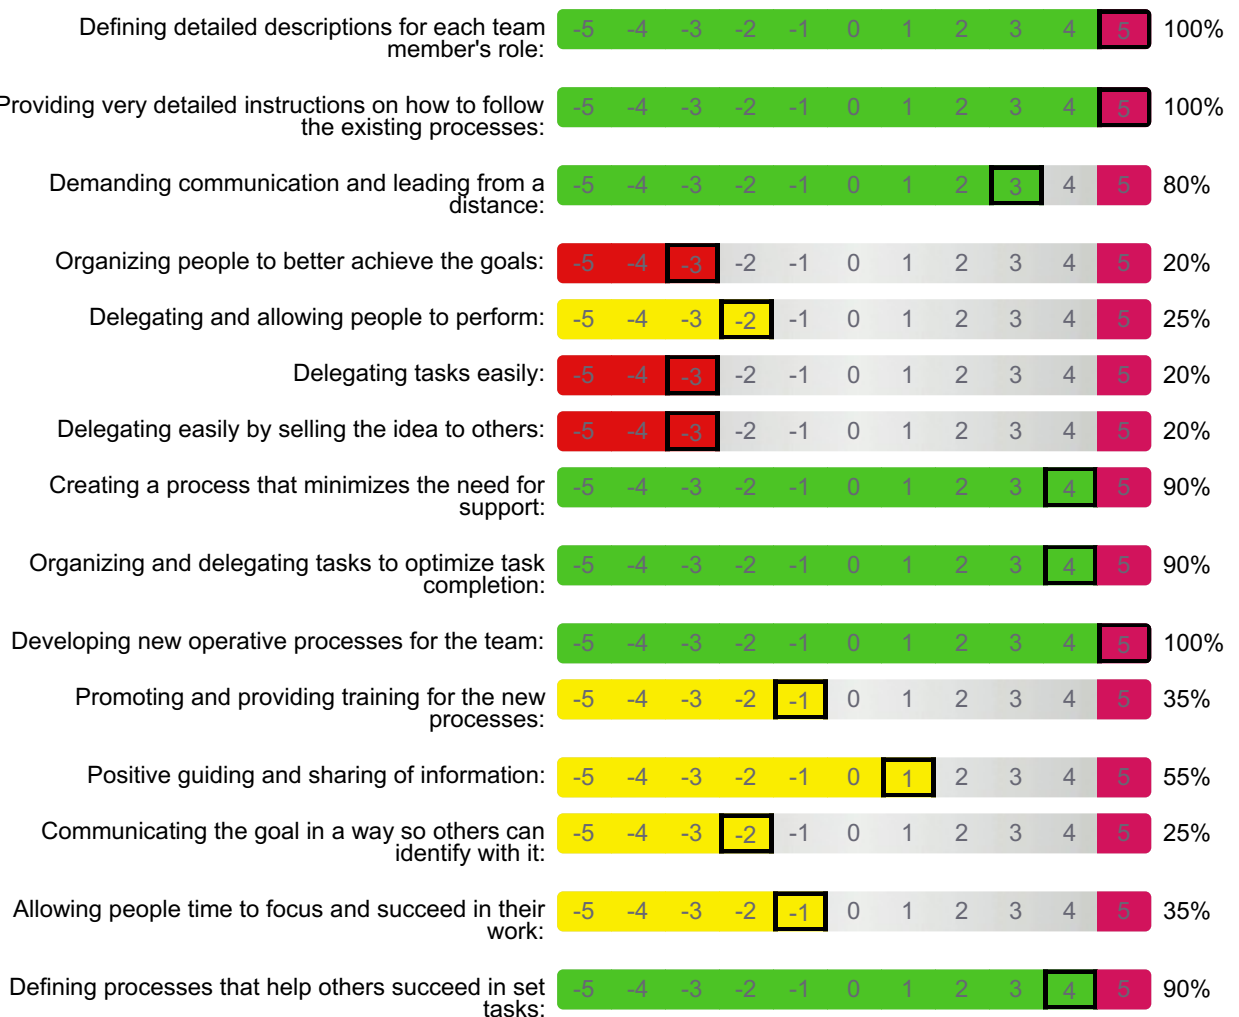 Defining detailed descriptions for each team -5 -4 -3 -2 -1 0 1 2 3 4 5 100%
member's role:
Providing very detailed instructions on how to follow -5 -4 -3 -2 -1 0 1 2 3 4 5 100%
the existing processes:
Demanding communication and leading from a -5 -4 -3 -2 -1 0 1 2 3 4 5 80%
distance:
Organizing people to better achieve the goals: -5 -4 -3 -2 -1 0 1 2 3 4 5 20%
Delegating and allowing people to perform: -5 -4 -3 -2 -1 0 1 2 3 4 5 25%
Delegating tasks easily: -5 -4 -3 -2 -1 0 1 2 3 4 5 20%
Delegating easily by selling the idea to others: -5 -4 -3 -2 -1 0 1 2 3 4 5 20%
Creating a process that minimizes the need for -5 -4 -3 -2 -1 0 1 2 3 4 5 90%
support:
Organizing and delegating tasks to optimize task -5 -4 -3 -2 -1 0 1 2 3 4 5 90%
completion:
Developing new operative processes for the team: -5 -4 -3 -2 -1 0 1 2 3 4 5 100%
Promoting and providing training for the new -5 -4 -3 -2 -1 0 1 2 3 4 5 35%
processes:
Positive guiding and sharing of information: -5 -4 -3 -2 -1 0 1 2 3 4 5 55%
Communicating the goal in a way so others can -5 -4 -3 -2 -1 0 1 2 3 4 5 25%
identify with it:
Allowing people time to focus and succeed in their -5 -4 -3 -2 -1 0 1 2 3 4 5 35%
work:
Defining processes that help others succeed in set -5 -4 -3 -2 -1 0 1 2 3 4 5 90%
tasks: